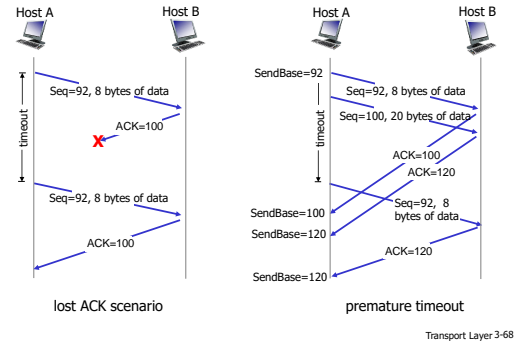 Host A
Host B
Seq=92, 8 bytes of data
ACK=100
X
timeout
Seq=92, 8 bytes of data
ACK=100
lost ACK scenario
Host A
Host B
SendBase=92
Seq=92, 8 bytes of data
Seq=100, 20 bytes of data
timeout
ACK=100
ACK=120
Seq=92, 8
bytes of data
SendBase=100
SendBase=120
ACK=120
SendBase=120
premature timeout
Transport Layer 3-68